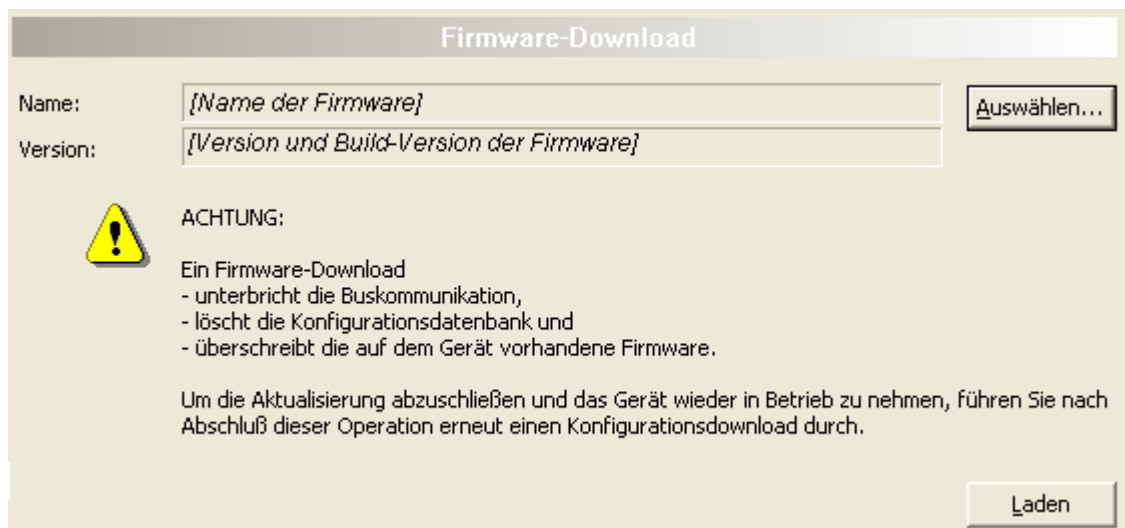 Firmware-Download
Name:
[Name der Firmware]
Auswählen...
Version:
[Version und Build-Version der Firmware]
ACHTUNG:
Ein Firmware-Download
- unterbricht die Buskommunikation,
- löscht die Konfigurationsdatenbank und
- überschreibt die auf dem Gerät vorhandene Firmware.
Um die Aktualisierung abzuschließen und das Gerät wieder in Betrieb zu nehmen, führen Sie nach
Abschluß dieser Operation erneut einen Konfigurationsdownload durch.
Laden